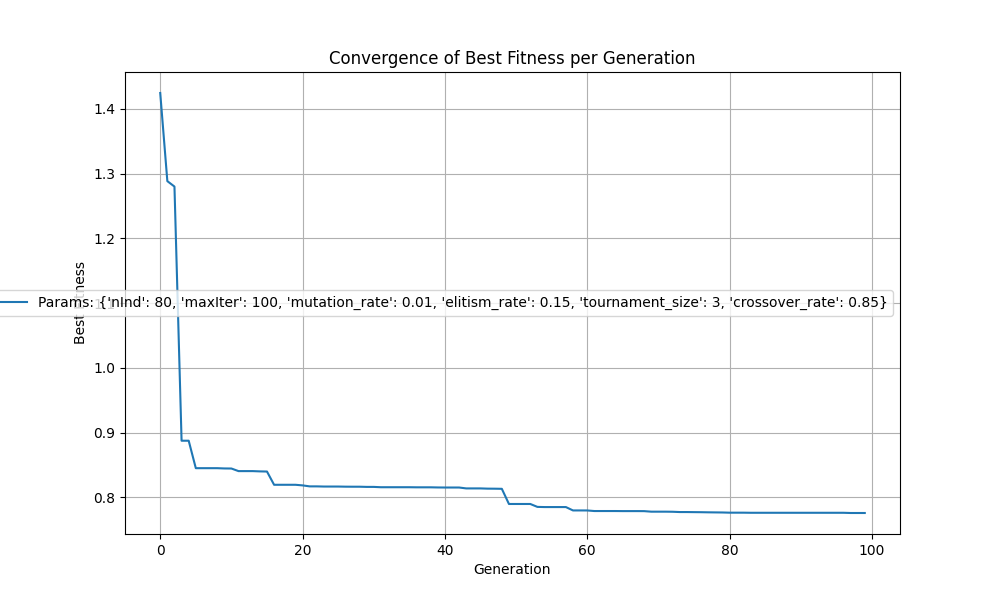 Convergence of Best Fitness per Generation
1.4
1.3
1.2
Params: {'nInd': 80, 'maxIter': 100, 'mutation_rate': 0.01, 'elitism_rate': 0.15, 'tournament_size': 3, 'crossover_rate': 0.85}
1.0
0.9
0.8
0 20 40 60 80 100
Generation